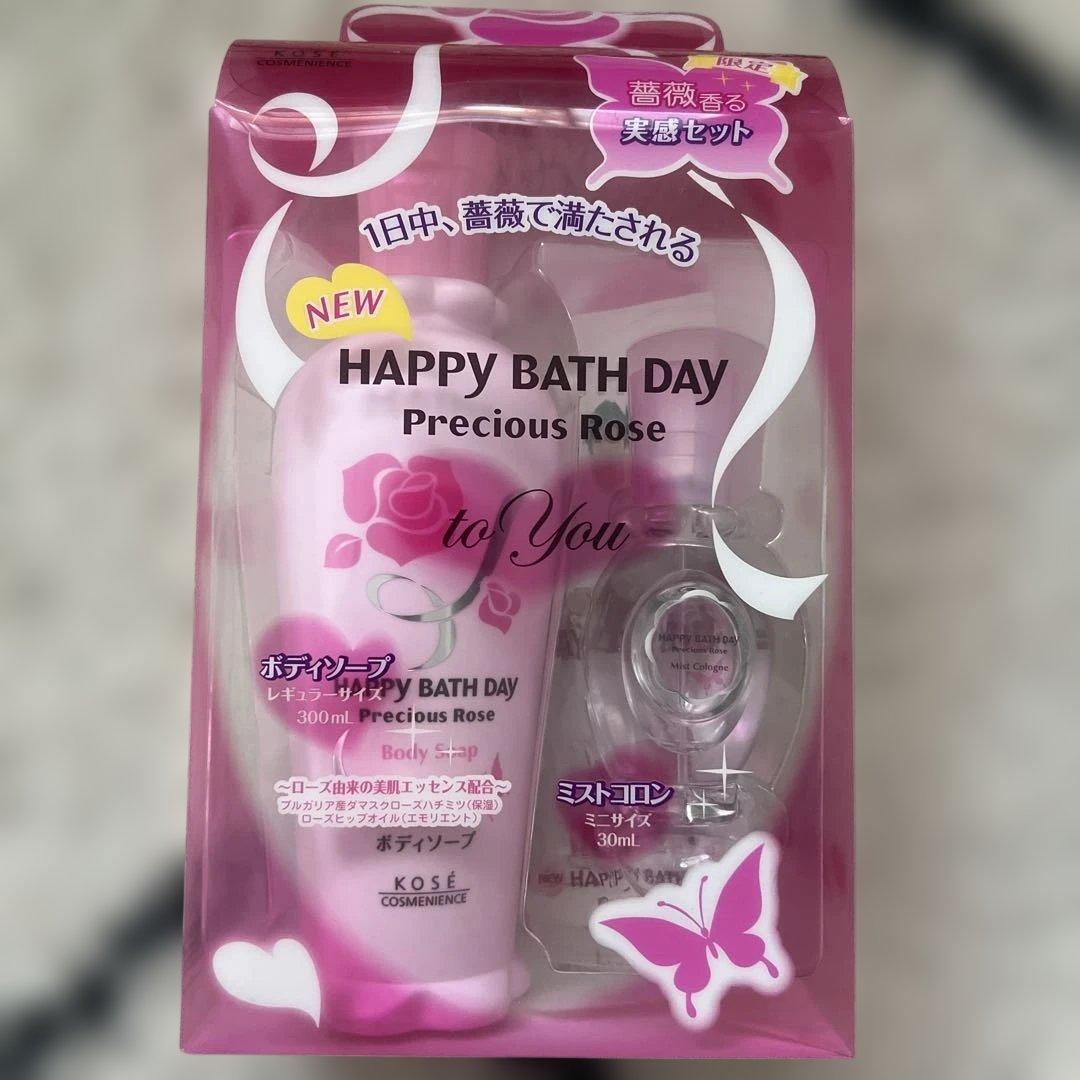 KOSÉ
COSMENIENCE
限定
薔薇香る
実感セット
1日中、薔薇で満たされる
NEW
HAPPY BATH DAY
Precious Rose
to You
HAPPY BATH DAY
Precious Rose
Mist Cologne
ボディソープ
レギュラーサイズ
300mL
HAPPY BATH DAY
Precious Rose
Body Soap
～ローズ由来の美肌エッセンス配合～
ブルガリア産ダマスクローズハチミツ(保湿)
ローズヒップオイル(エモリエント)
ボディソープ
KOSÉ
COSMENIENCE
ミストコロン
ミニサイズ
30mL
NEW HAPPY BATH